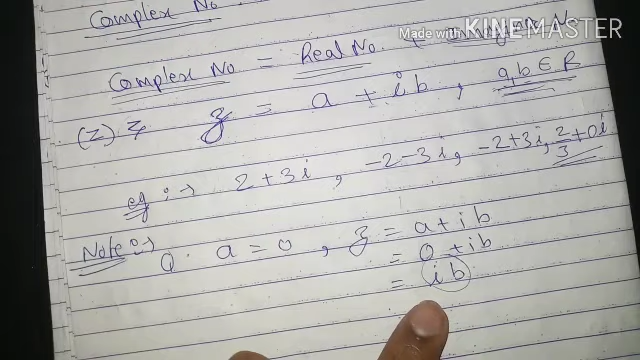 Complex No.
Made with KINEMASTER
Complex No = Real No. +
(Z) z z = a + ib, a,b ∈ R
eg :→ 2 + 3i, -2-3i, -2+3i, 2/3+0i
Note :→ a = 0, z = a + ib
= 0 + ib
= ib